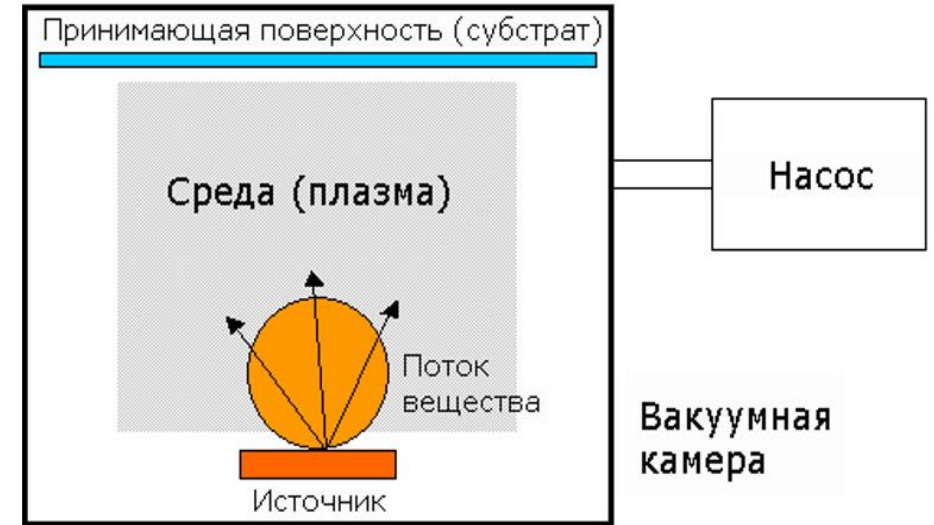 Принимающая поверхность (субстрат)
Среда (плазма)
Насос
Поток
вещества
Вакуумная
камера
Источник